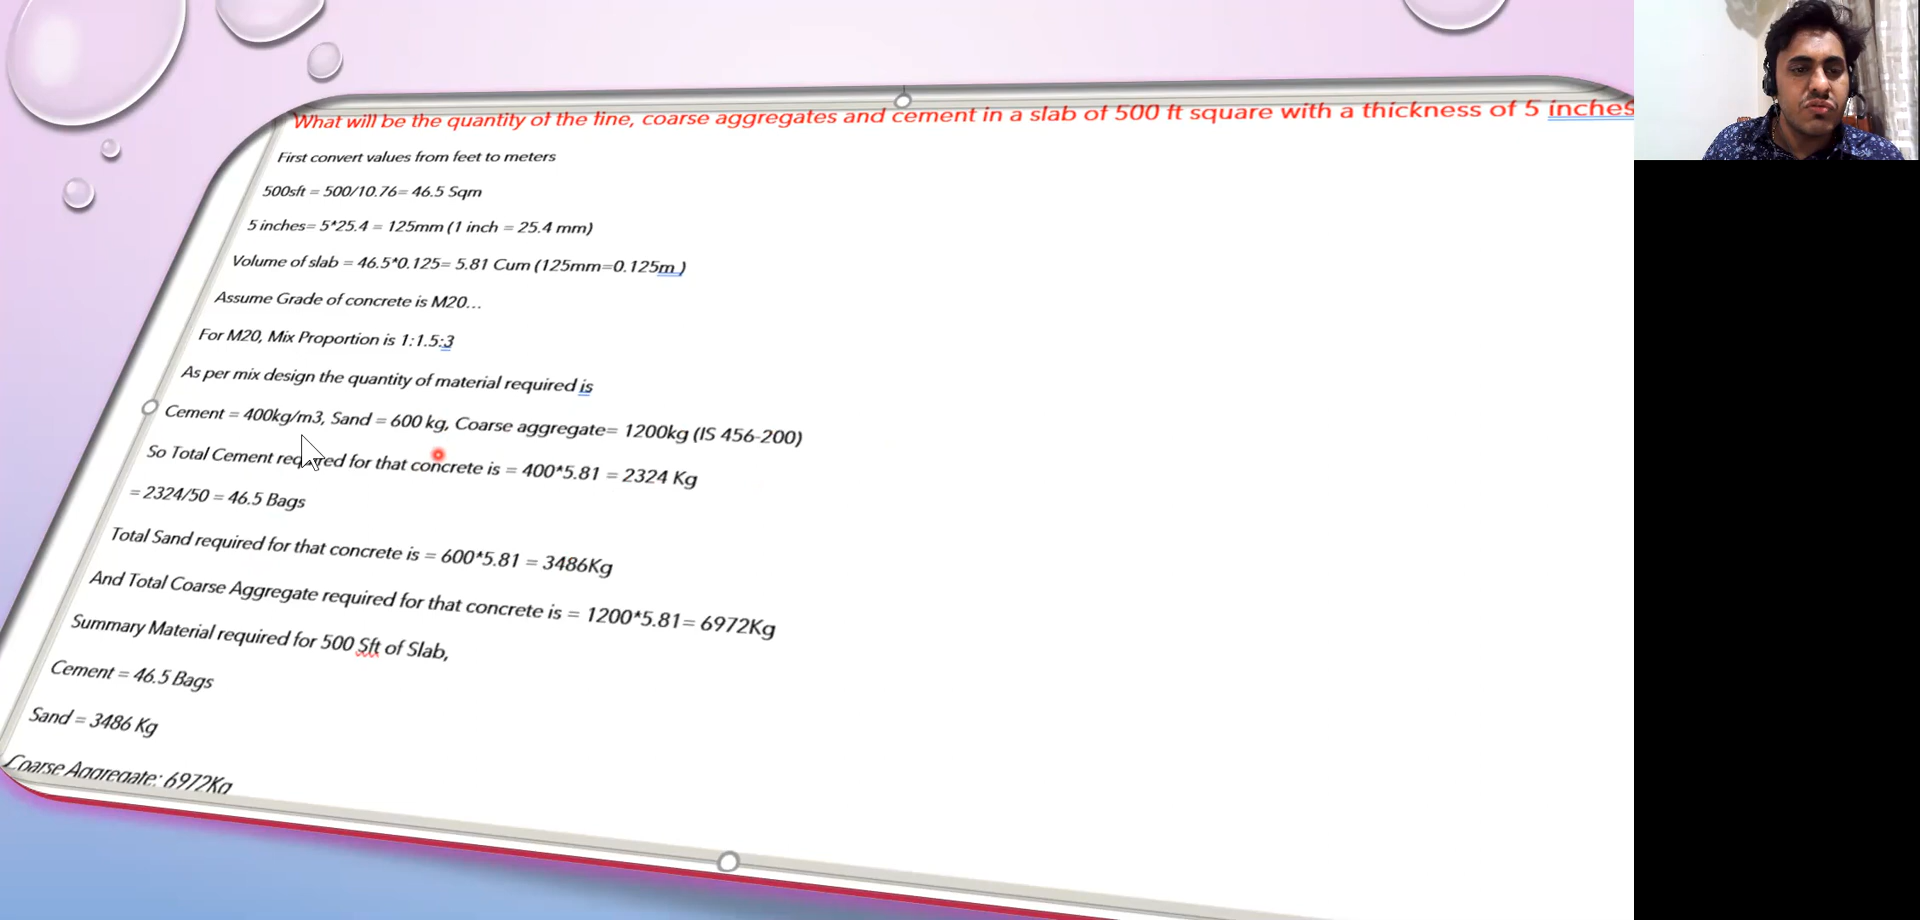 What will be the quantity of the fine, coarse aggregates and cement in a slab of 500 ft square with a thickness of 5 inches
First convert values from feet to meters
500sft = 500/10.76= 46.5 Sqm
5 inches= 5*25.4 = 125mm (1 inch = 25.4 mm)
Volume of slab = 46.5*0.125= 5.81 Cum (125mm=0.125m )
Assume Grade of concrete is M20...
For M20, Mix Proportion is 1:1.5:3
As per mix design the quantity of material required is
Cement = 400kg/m3, Sand = 600 kg, Coarse aggregate= 1200kg (IS 456-200)
So Total Cement required for that concrete is = 400*5.81 = 2324 Kg
= 2324/50 = 46.5 Bags
Total Sand required for that concrete is = 600*5.81 = 3486Kg
And Total Coarse Aggregate required for that concrete is = 1200*5.81= 6972Kg
Summary Material required for 500 Sft of Slab,
Cement = 46.5 Bags
Sand = 3486 Kg
Coarse Aggregate: 6972Kg